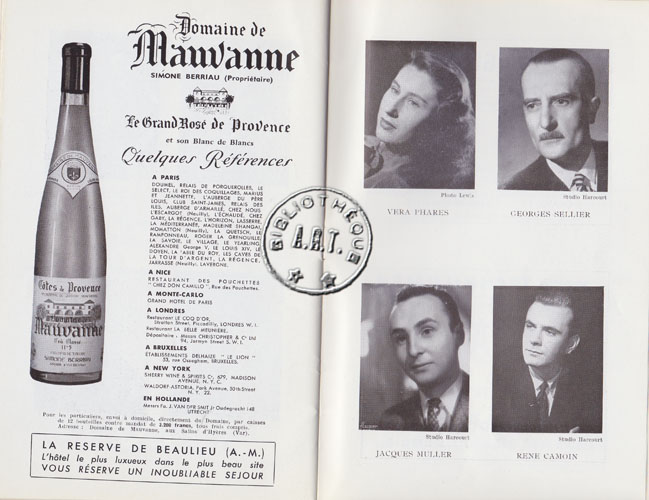 Domaine de
Mauvanne
SIMONE BERRIAU (Propriétaire)
Le Grand Rosé de Provence
et son Blanc de Blancs
Quelques Références
A PARIS
DOUMEL, RELAIS DE PORQUEROLLES, LE
SELECT, LE ROI DES COQUILLAGES, MARIUS
ET JEANNETTE, L'AUBERGE DU PÈRE
LOUIS, CLUB SAINT-JAMES, RELAIS DES
ILES, AUBERGE D'ARMAILLÉ, CHEZ NOUS
L'ESCARGOT (Neuilly), L'ÉCHAUDÉ, CHEZ
GARY, LA RÉGENCE, L'HORIZON, LASSERRE,
LA MÉDITERRANÉE, MADELEINE SHANGAI,
MOMATTON (Neuilly), LA QUETSCH, LE
RAMPONNEAU, ROGER LA GRENOUILLE,
LA SAVOIE, LE VILLAGE, LE YEARLING,
ALEXANDRE GEORGE V, LE LOUIS XIV, LE
DOYEN, LES CAVES DE
LA TOUR D'ARGENT, LA RÉGENCE,
JARRASSE (Neuilly), LAVERGNE.
A NICE
RESTAURANT DES POUCHETTES
"CHEZ DON CAMILLO", Rue des Pouchettes.
A MONTE-CARLO
GRAND HOTEL DE PARIS
A LONDRES
Restaurant LE COQ D'OR,
Stratton Street, Piccadilly, LONDRES W. I.
Restaurant LA BELLE MEUNIÈRE,
Dépositaire : Maison CHRISTOPHER & C° Ltd
94, Jermyn Street S. W. I.
A BRUXELLES
ÉTABLISSEMENTS DELHAIZE "LE LION"
53, rue Osseghem, BRUXELLES.
A NEW YORK
SHERRY WINE & SPIRITS C°, 679, MADISON
AVENUE, N. Y. C.
WALDORF-ASTORIA, Park Avenue, 50th Street
N. Y. 22.
EN HOLLANDE
Messrs Fa. J. VAN DER SMIT Jr Oudegracht 148
UTRECHT
Pour les particuliers, envoi à domicile, directement du Domaine, par caisses
de 12 bouteilles contre mandat de francs, tous frais compris.
Adresse : Domaine de Mauvanne, aux Salins d'Hyères (Var).
LA RESERVE DE BEAULIEU (A.-M.)
L'hôtel le plus luxueux dans le plus beau site
VOUS RÉSERVE UN INOUBLIABLE SEJOUR
Côtes de Provence
Mauvanne
SIMONE BERRIAU
BIBLIOTHÈQUE
A.R.T.
Photo Lewis
VERA PHARES
Studio Harcourt
GEORGES SELLIER
Studio Harcourt
JACQUES MULLER
Studio Harcourt
RENE CAMOIN